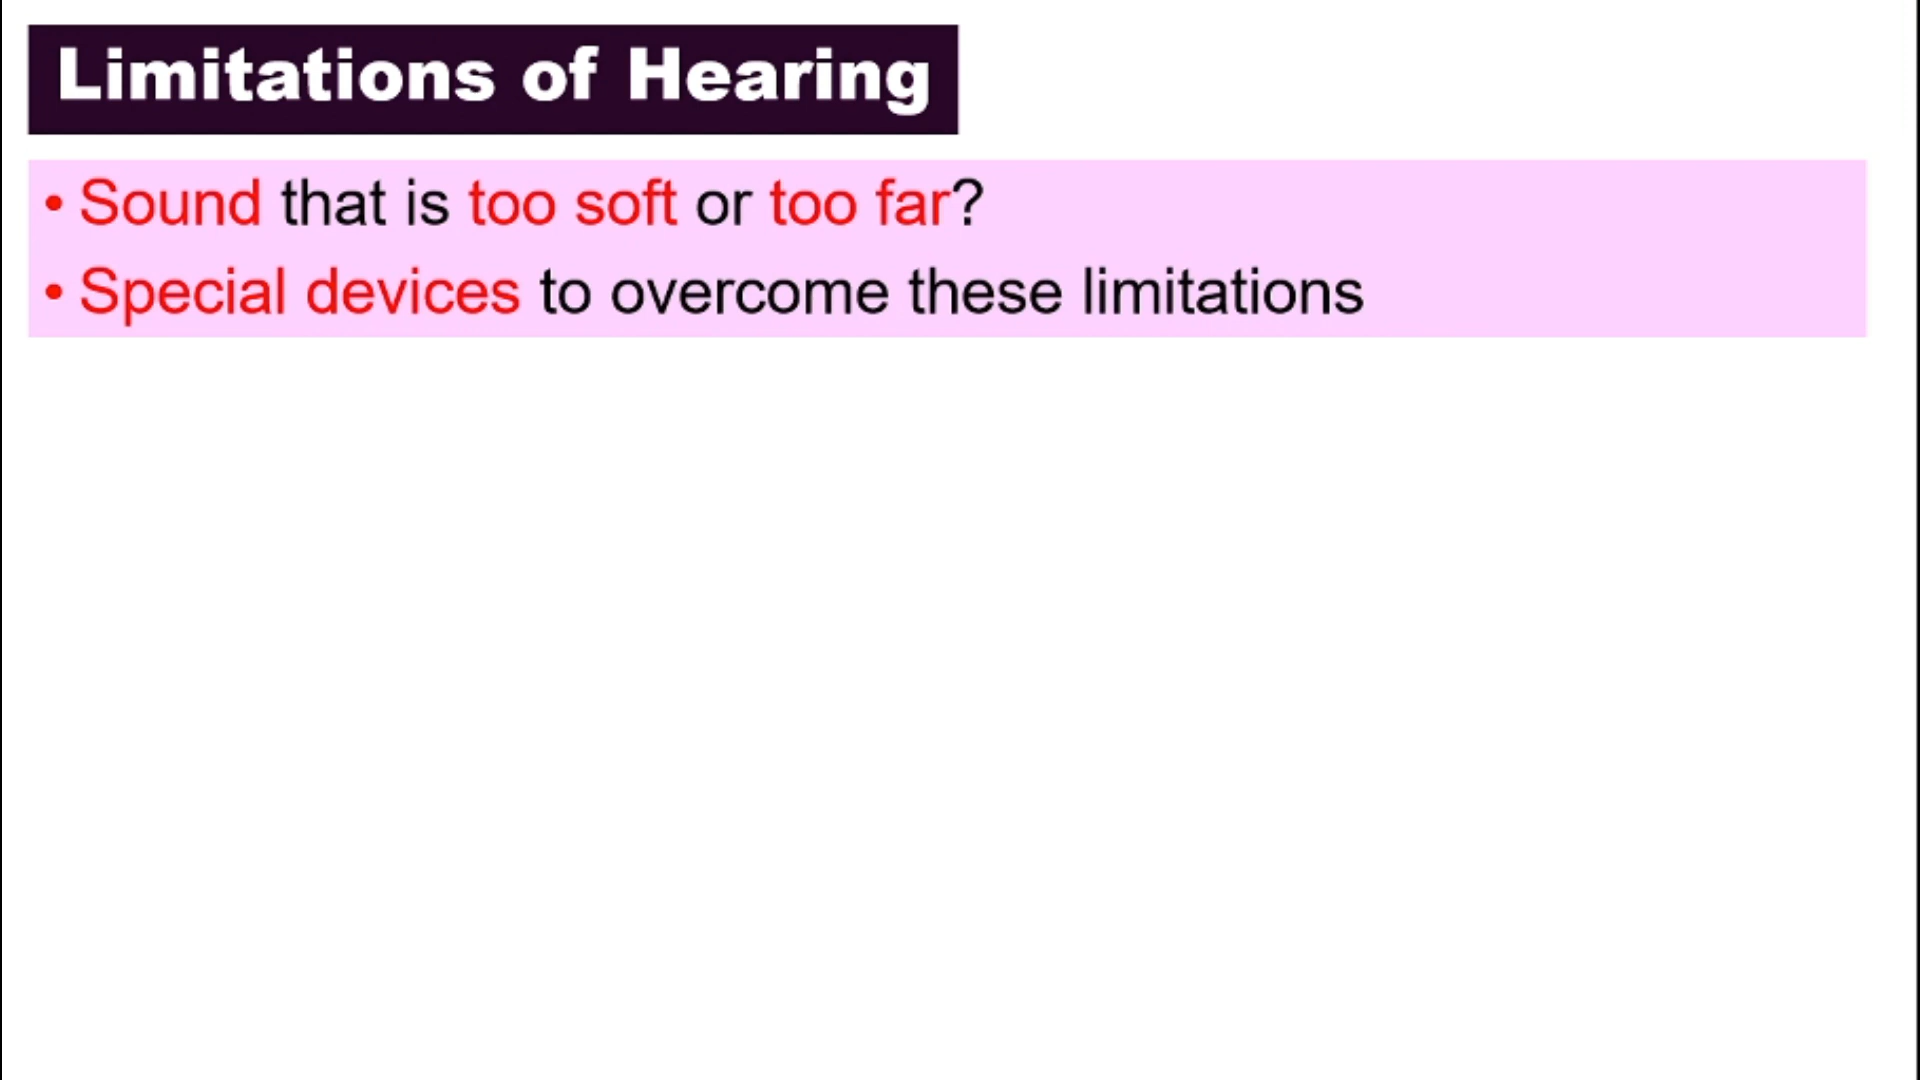 Limitations of Hearing
• Sound that is too soft or too far?
• Special devices to overcome these limitations